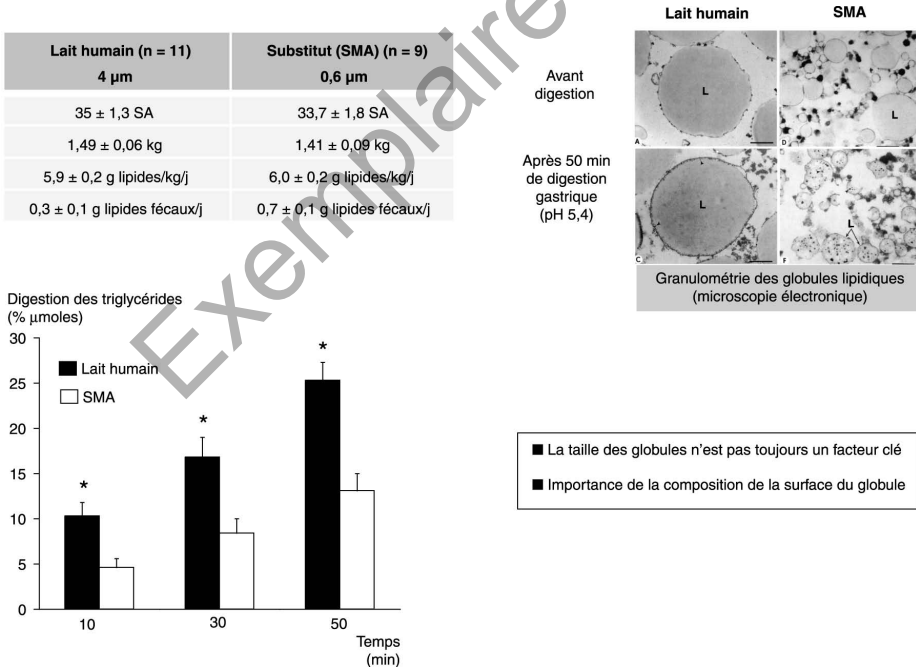 Lait humain (n = 11) Substitut (SMA) (n = 9)
4 µm 0,6 µm
35 ± 1,3 SA 33,7 ± 1,8 SA
1,49 ± 0,06 kg 1,41 ± 0,09 kg
5,9 ± 0,2 g lipides/kg/j 6,0 ± 0,2 g lipides/kg/j
0,3 ± 0,1 g lipides fécaux/j 0,7 ± 0,1 g lipides fécaux/j
Exemplaire
Lait humain SMA
Avant
digestion
L
A
L
D
Après 50 min
de digestion
gastrique
(pH 5,4)
L
C
L
F
Granulométrie des globules lipidiques
(microscopie électronique)
Digestion des triglycérides
(% µmoles)
30
25
20
15
10
5
0
Lait humain
SMA
*
*
*
10 30 50
Temps
(min)
■ La taille des globules n'est pas toujours un facteur clé
■ Importance de la composition de la surface du globule